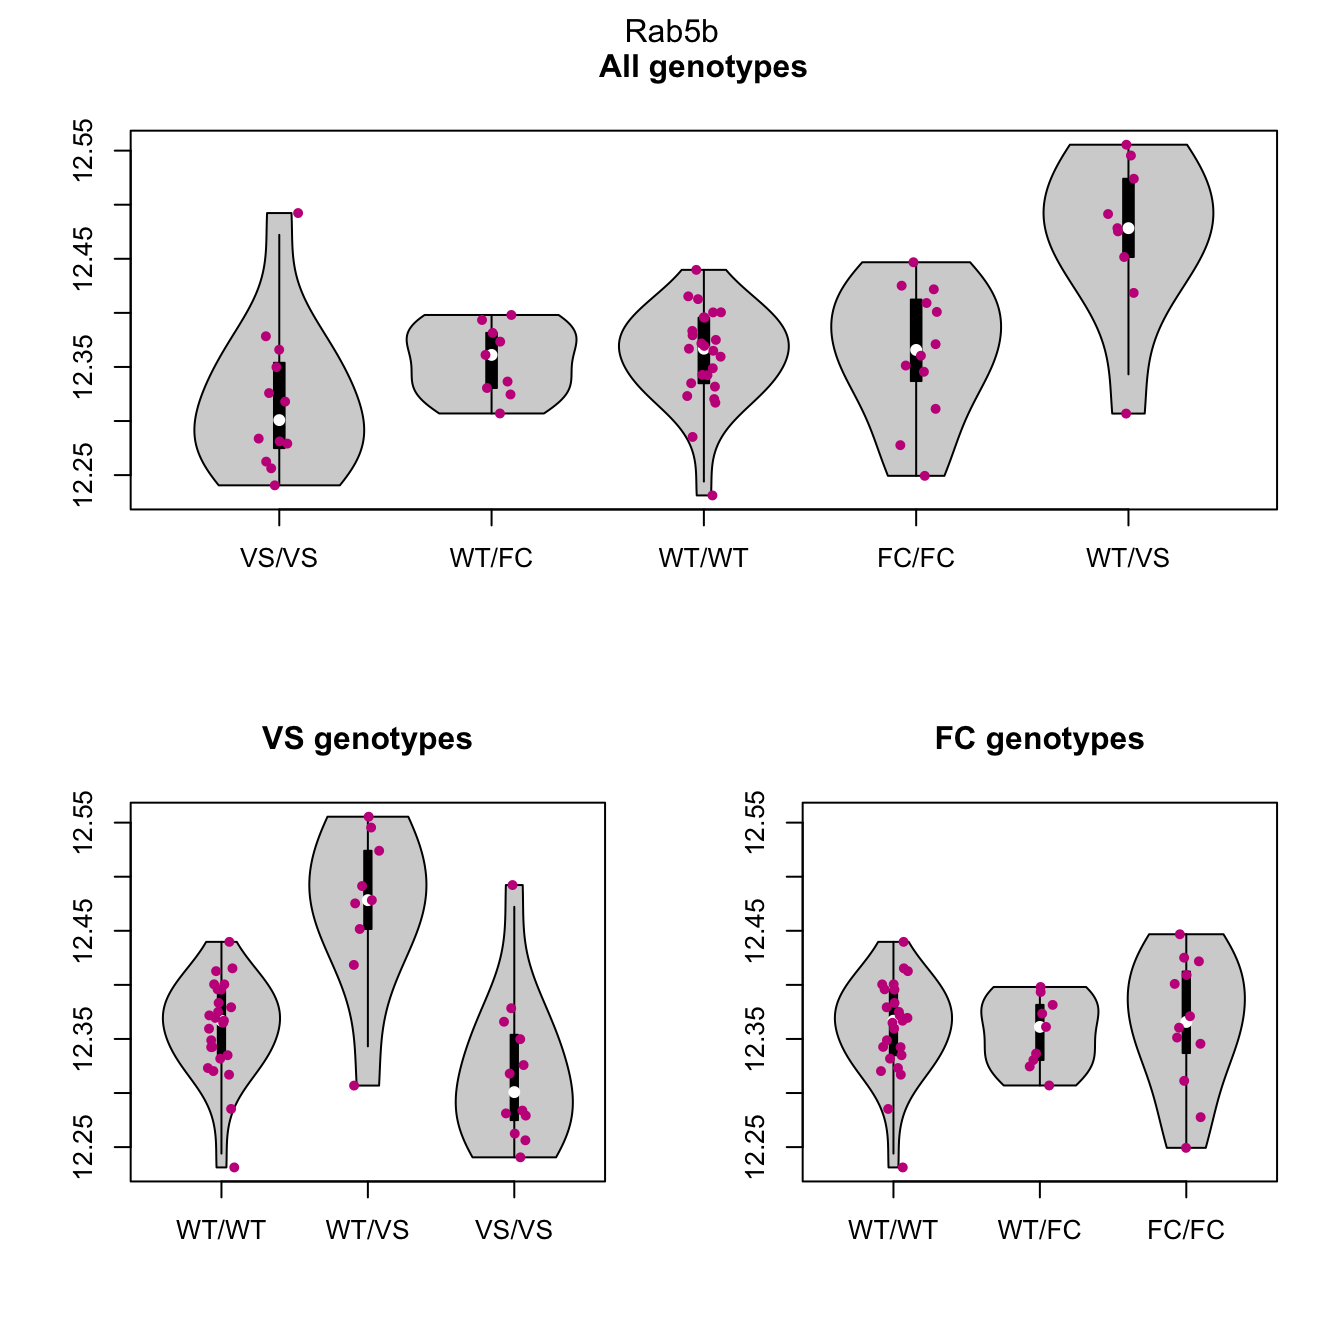 Rab5b
All genotypes
12.55
12.45
12.35
12.25
VS/VS WT/FC WT/WT FC/FC WT/VS
VS genotypes
12.55
12.45
12.35
12.25
WT/WT WT/VS VS/VS
FC genotypes
12.55
12.45
12.35
12.25
WT/WT WT/FC FC/FC